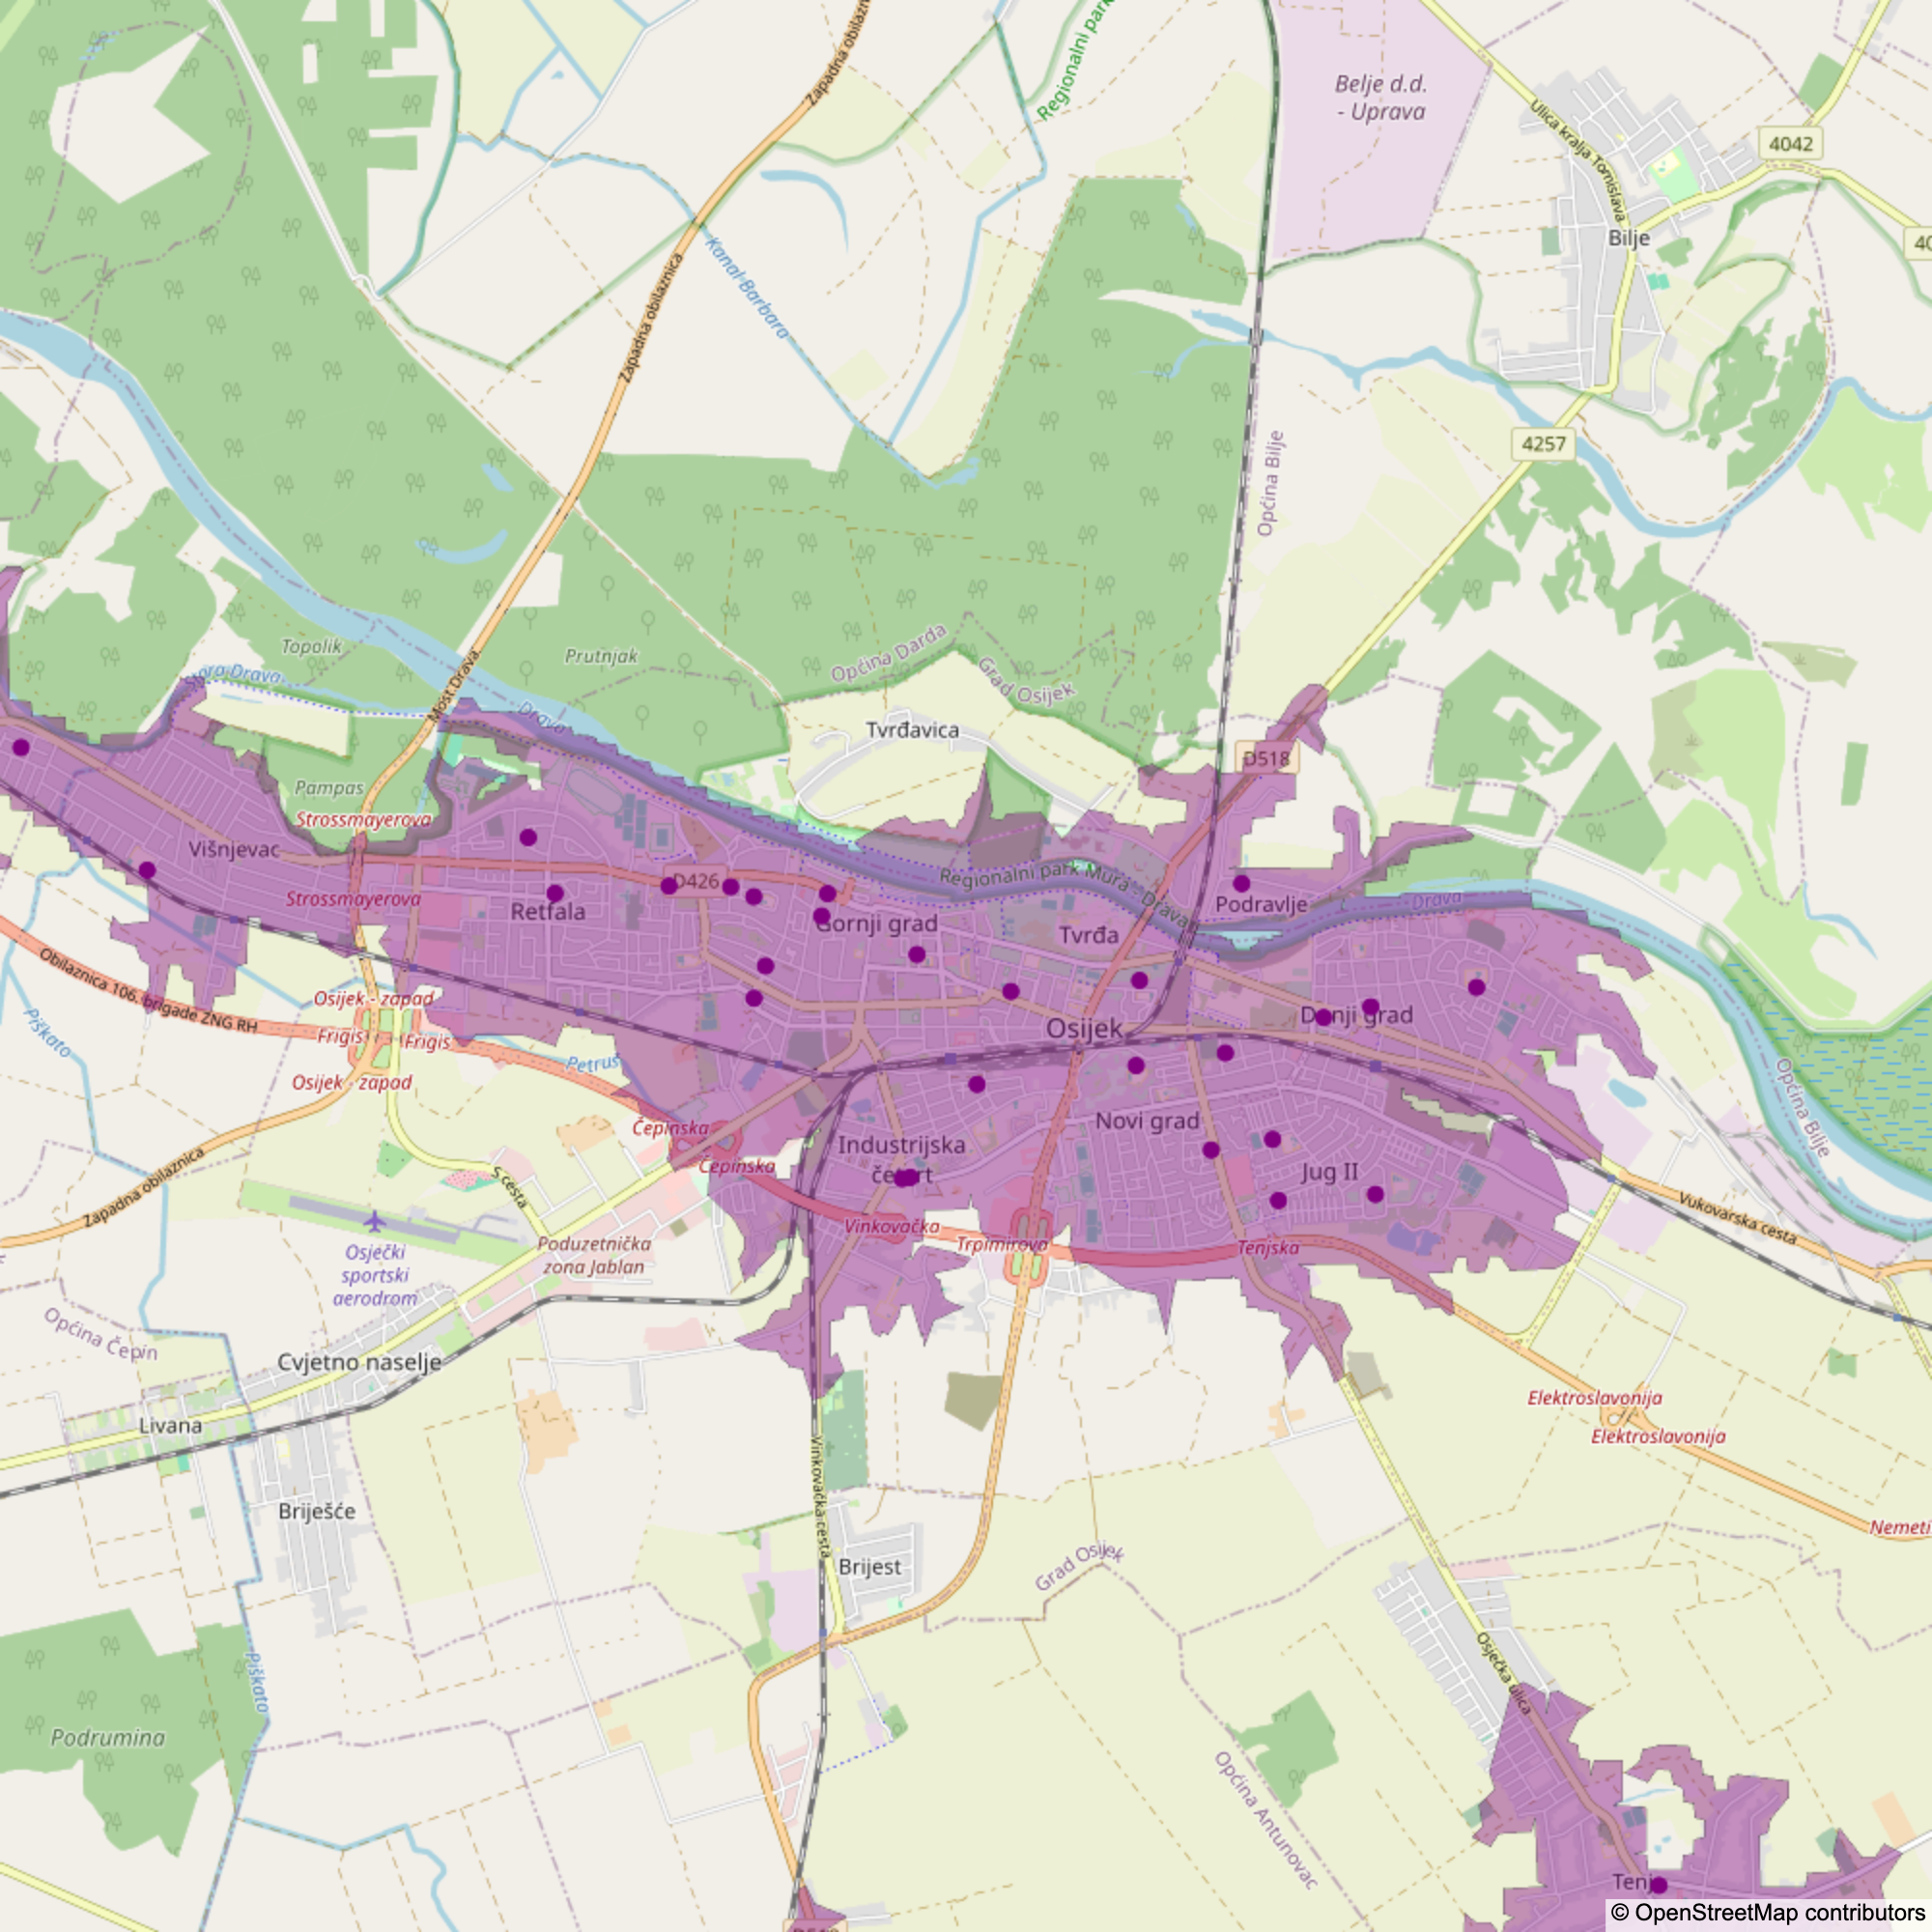 Zapadna obilazn
Regionalni park
Belje d.d.
- Uprava
Ulica kralja Tomislava
4042
Bilje
Kanal Barbara
Zapadna obilaznica
4257
Općina Bilje
Topolik
Prutnjak
Općina Darda
Grad Osijek
Stara Drava
Most Drava
Drava
Tvrđavica
D518
Pampas
Strossmayerova
Višnjevac
Strossmayerova
D426
Retfala
Gornji grad
Regionalni park Mura
- Drava
Podravlje
Drava
Tvrđa
Obilaznica 106. brigade ZNG RH
Osijek - zapad
Frigis
Frigis
Osijek - zapad
Piškato
Petrus
Osijek
Donji grad
Općina Bilje
Čepinska
Čepinska
Industrijska
četvrt
Novi grad
Jug II
Zapadna obilaznica
S cesta
Vukovarska cesta
Vinkovačka
Trpimirova
Tenjska
Osječki
sportski
aerodrom
Poduzetnička
zona Jablan
Općina Čepin
Cvjetno naselje
Livana
Elektroslavonija
Elektroslavonija
Vinkovačka cesta
Briješće
Nemeti
Brijest
Grad Osijek
Piškato
Osječka ulica
Podrumina
Općina Antunovac
© OpenStreetMap contributors